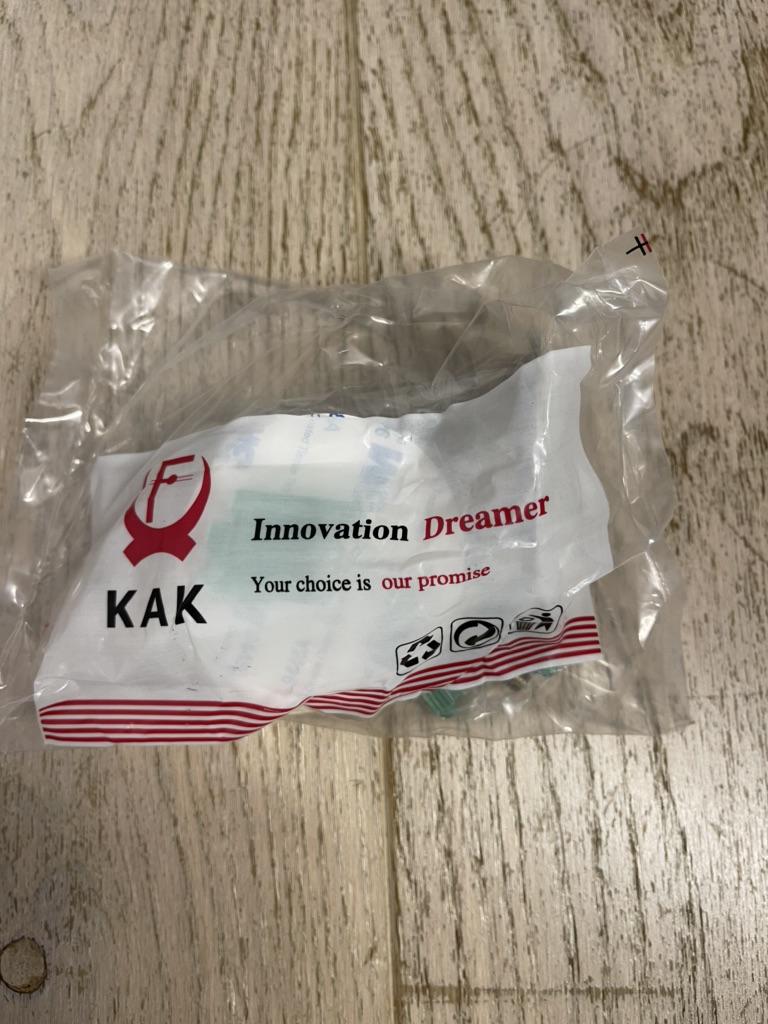 Innovation Dreamer
Your choice is our promise
KAK